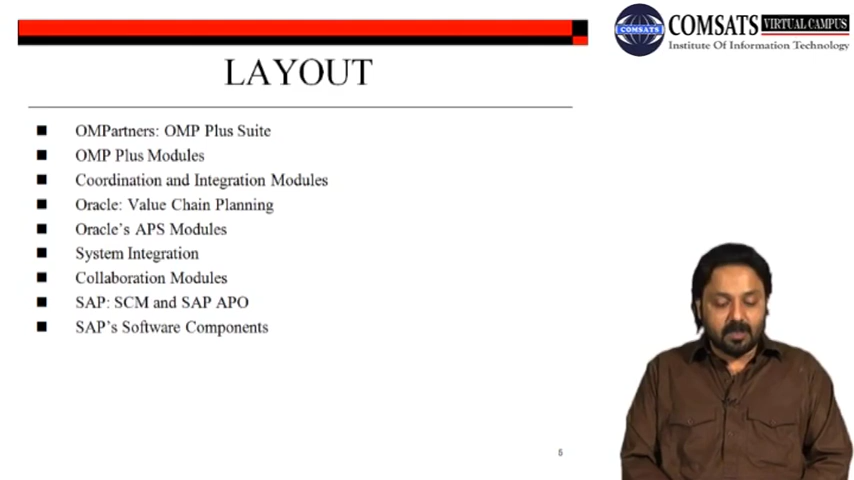 COMSATS VIRTUAL CAMPUS
COMSATS
Institute Of Information Technology
LAYOUT
OMPartners: OMP Plus Suite
OMP Plus Modules
Coordination and Integration Modules
Oracle: Value Chain Planning
Oracle's APS Modules
System Integration
Collaboration Modules
SAP: SCM and SAP APO
SAP's Software Components
5